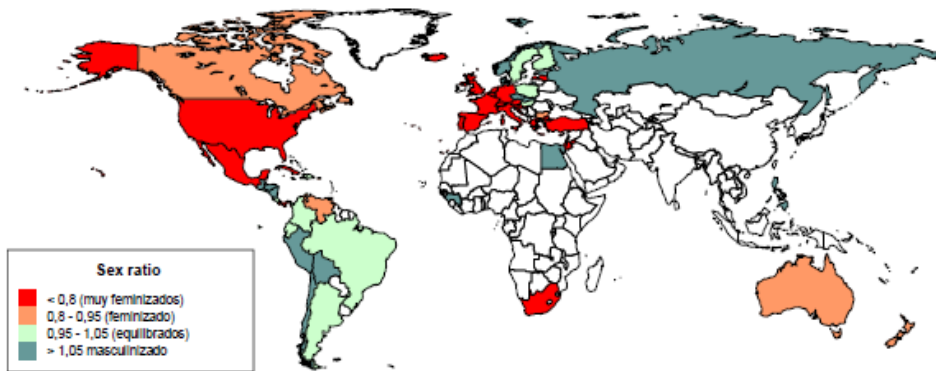 Sex ratio
< 0,8 (muy feminizados)
0,8 - 0,95 (feminizado)
0,95 - 1,05 (equilibrados)
> 1,05 masculinizado